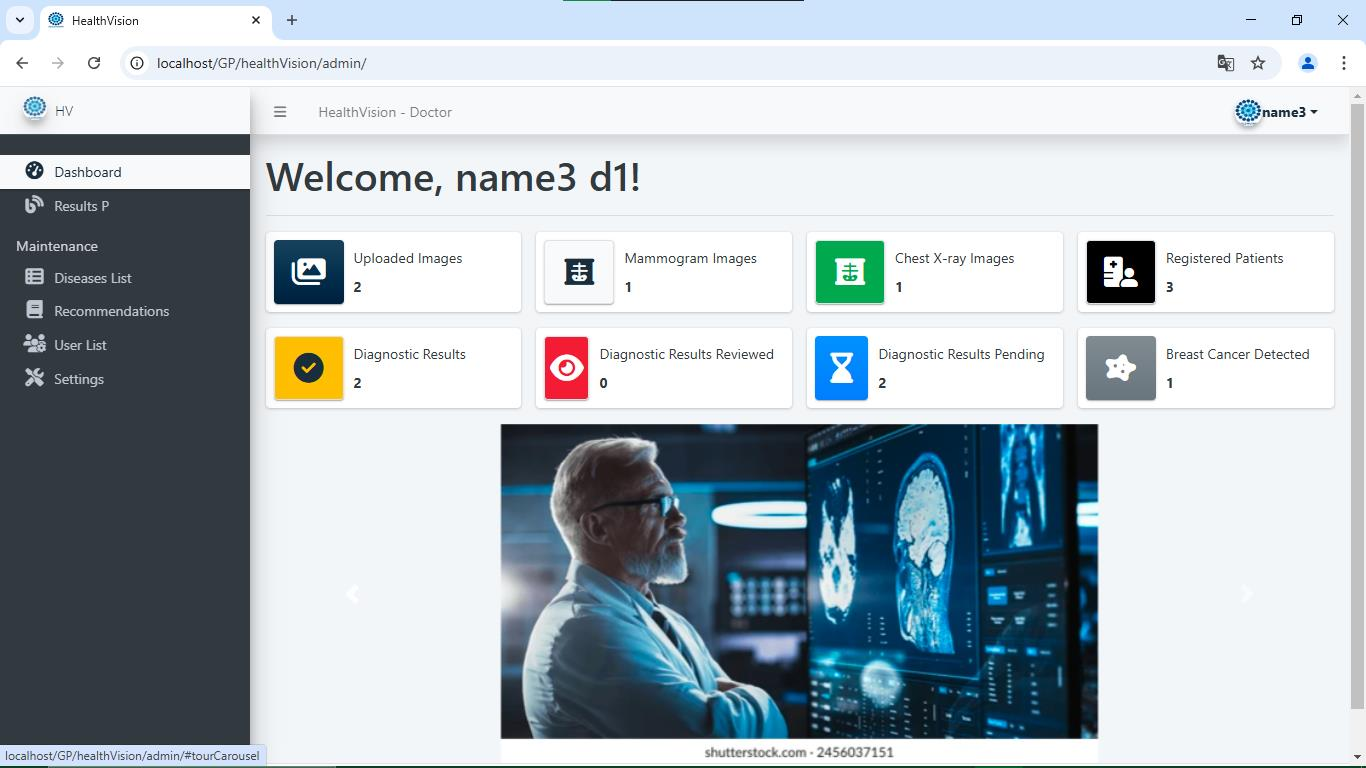 HealthVision
localhost/GP/healthVision/admin/
HV
HealthVision - Doctor
name3
Dashboard
Results P
Maintenance
Diseases List
Recommendations
User List
Settings
Welcome, name3 d1!
Uploaded Images
2
Mammogram Images
1
Chest X-ray Images
1
Registered Patients
3
Diagnostic Results
2
Diagnostic Results Reviewed
0
Diagnostic Results Pending
2
Breast Cancer Detected
1
shutterstock.com · 2456037151
localhost/GP/healthVision/admin/#tourCarousel